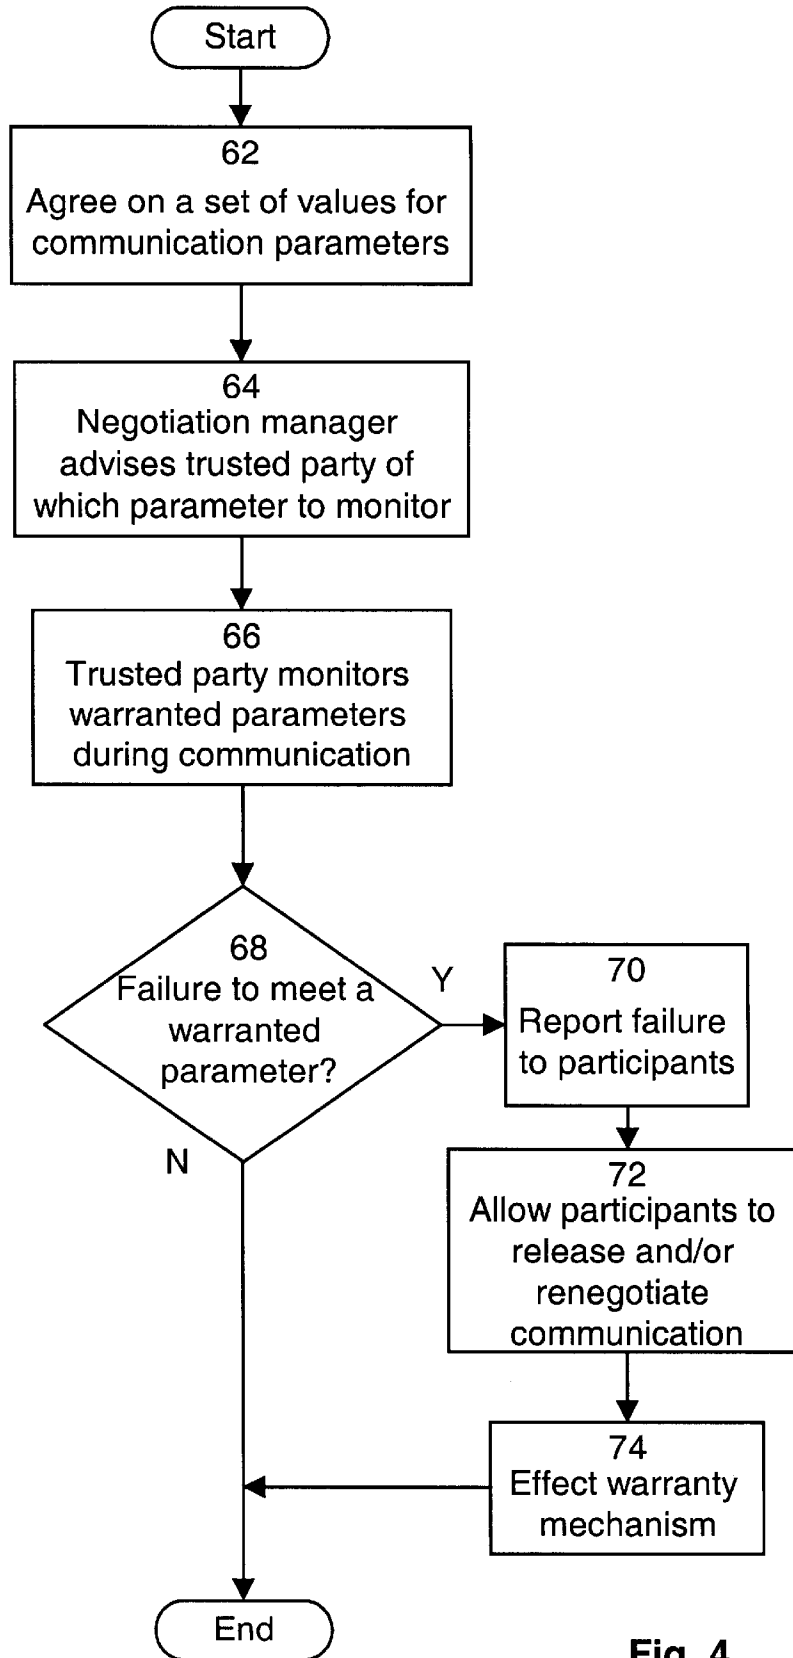 Start
62
Agree on a set of values for
communication parameters
64
Negotiation manager
advises trusted party of
which parameter to monitor
66
Trusted party monitors
warranted parameters
during communication
68
Failure to meet a
warranted
parameter?
Y
N
70
Report failure
to participants
72
Allow participants to
release and/or
renegotiate
communication
74
Effect warranty
mechanism
End
Fig. 4